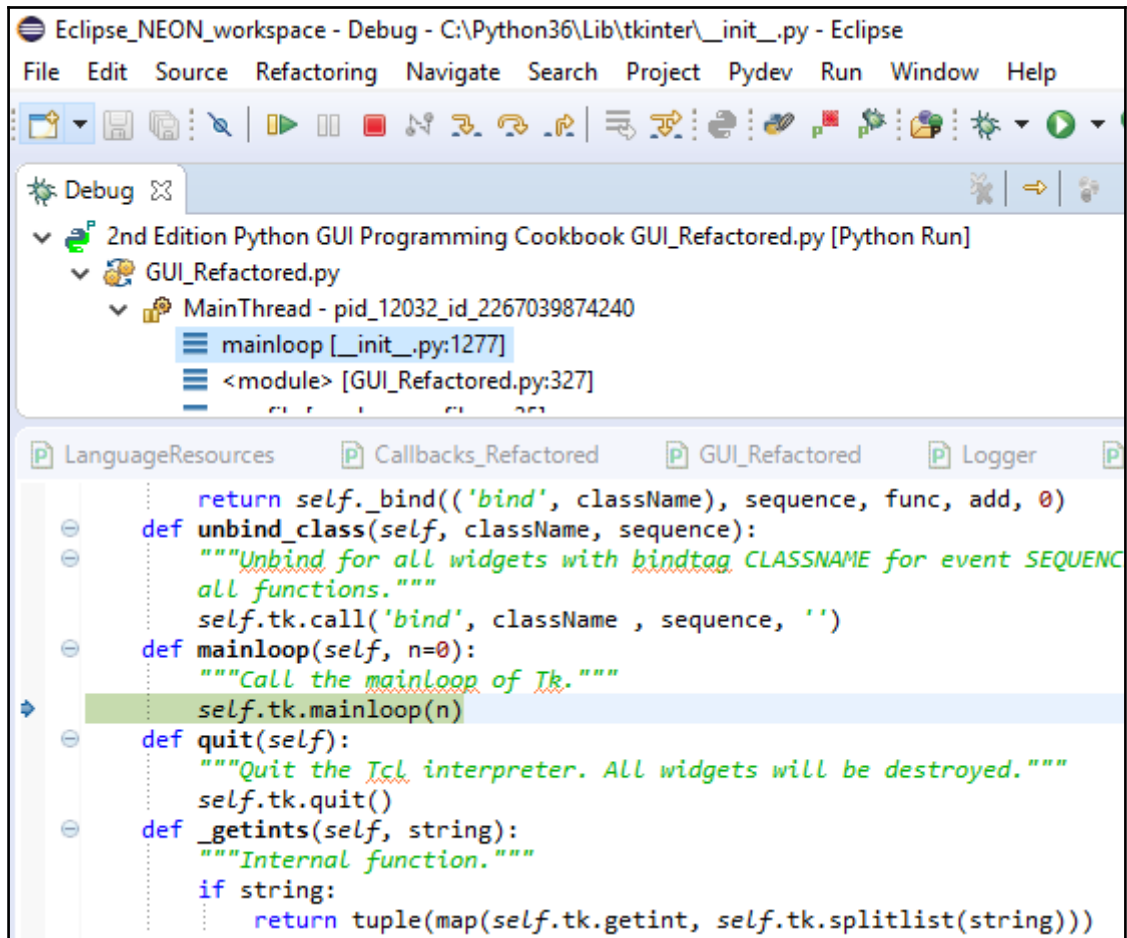 Eclipse_NEON_workspace - Debug - C:\Python36\Lib\tkinter\__init__.py - Eclipse
File Edit Source Refactoring Navigate Search Project Pydev Run Window Help
Debug
2nd Edition Python GUI Programming Cookbook GUI_Refactored.py [Python Run]
GUI_Refactored.py
MainThread - pid_12032_id_2267039874240
mainloop [__init__.py:1277]
<module> [GUI_Refactored.py:327]
LanguageResources Callbacks_Refactored GUI_Refactored Logger
return self._bind(('bind', className), sequence, func, add, 0)
def unbind_class(self, className, sequence):
"""Unbind for all widgets with bindtag CLASSNAME for event SEQUENC
all functions."""
self.tk.call('bind', className , sequence, '')
def mainloop(self, n=0):
"""Call the mainloop of Tk."""
self.tk.mainloop(n)
def quit(self):
"""Quit the Tcl interpreter. All widgets will be destroyed."""
self.tk.quit()
def _getints(self, string):
"""Internal function."""
if string:
return tuple(map(self.tk.getint, self.tk.splitlist(string)))